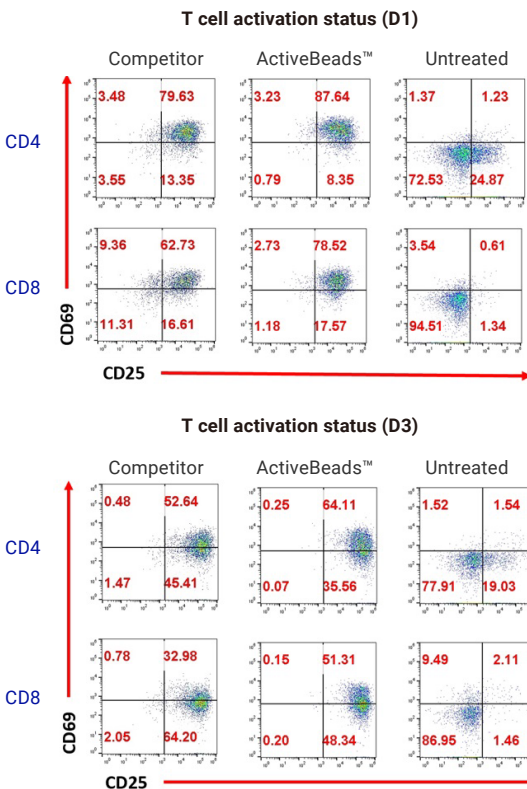 T cell activation status (D1)
Competitor ActiveBeads™ Untreated
CD4
3.48 79.63 3.23 87.64 1.37 1.23
3.55 13.35 0.79 8.35 72.53 24.87
CD8
9.36 62.73 2.73 78.52 3.54 0.61
11.31 16.61 1.18 17.57 94.51 1.34
CD69
CD25
T cell activation status (D3)
Competitor ActiveBeads™ Untreated
CD4
0.48 52.64 0.25 64.11 1.52 1.54
1.47 45.41 0.07 35.56 77.91 19.03
CD8
0.78 32.98 0.15 51.31 9.49 2.11
2.05 64.20 0.20 48.34 86.95 1.46
CD69
CD25